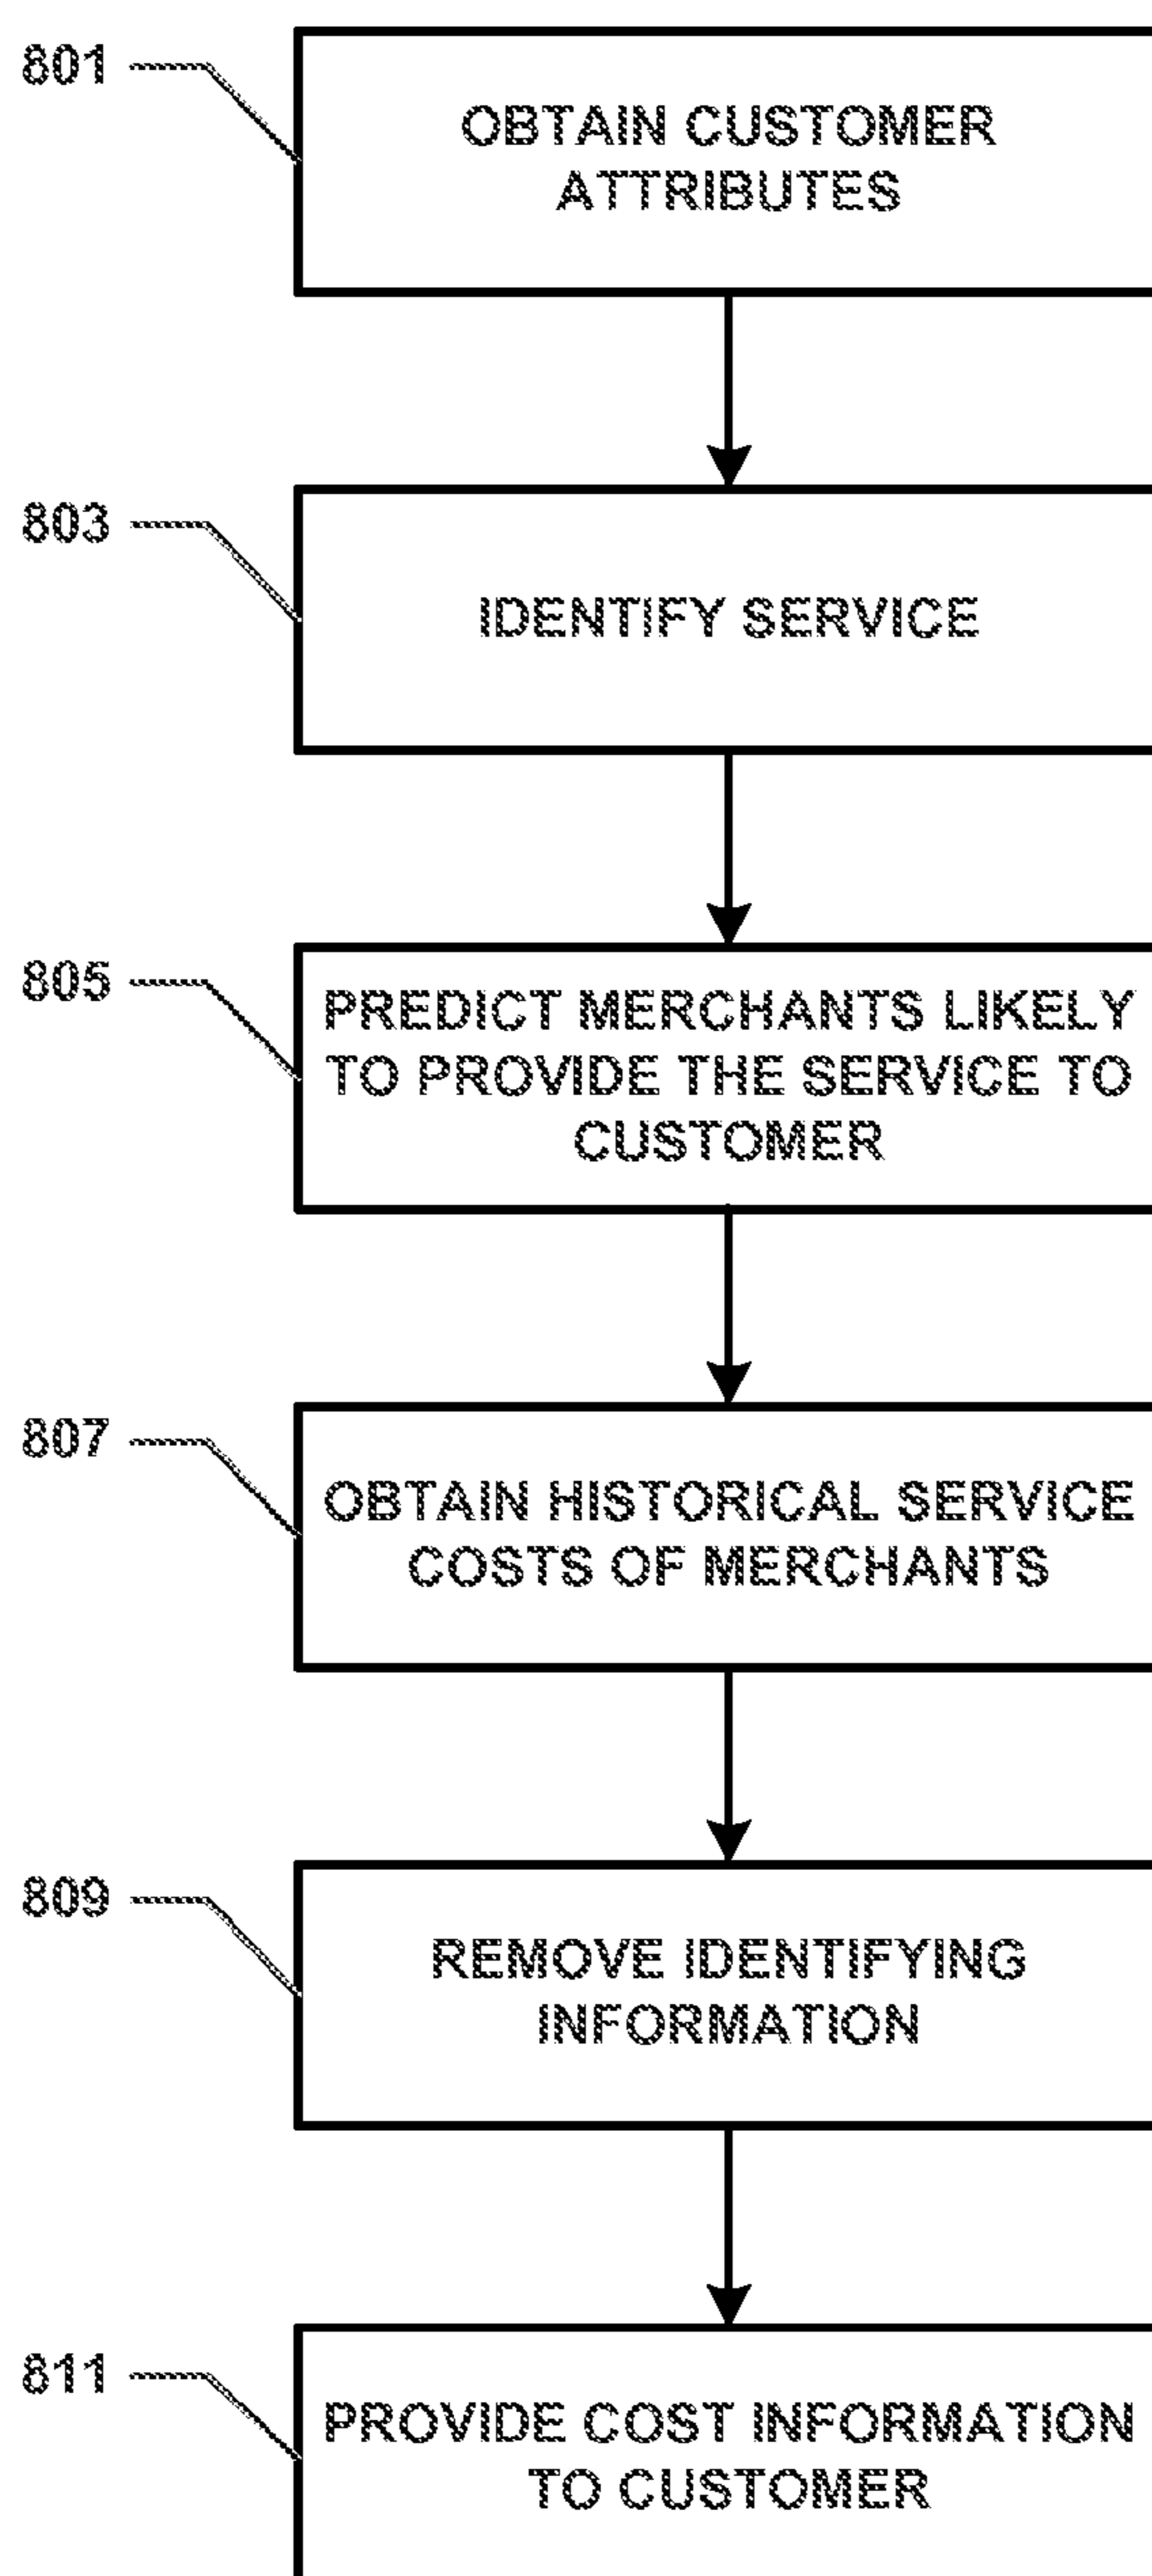 801
OBTAIN CUSTOMER
ATTRIBUTES
803
IDENTIFY SERVICE
805
PREDICT MERCHANTS LIKELY
TO PROVIDE THE SERVICE TO
CUSTOMER
807
OBTAIN HISTORICAL SERVICE
COSTS OF MERCHANTS
809
REMOVE IDENTIFYING
INFORMATION
811
PROVIDE COST INFORMATION
TO CUSTOMER